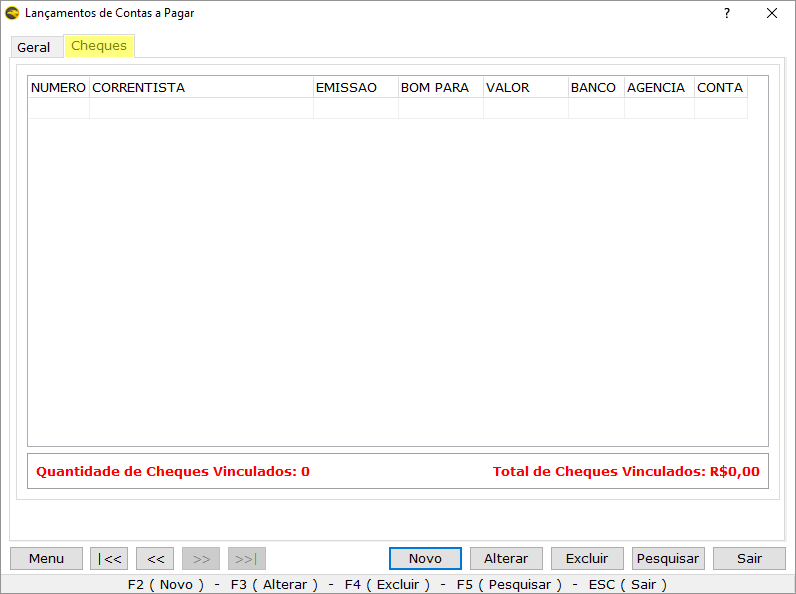 Lançamentos de Contas a Pagar ?
Geral Cheques
NUMERO CORRENTISTA EMISSAO BOM PARA VALOR BANCO AGENCIA CONTA
Quantidade de Cheques Vinculados: 0 Total de Cheques Vinculados: R$0,00
Menu |<< << >> >>| Novo Alterar Excluir Pesquisar Sair
F2 ( Novo ) - F3 ( Alterar ) - F4 ( Excluir ) - F5 ( Pesquisar ) - ESC ( Sair )